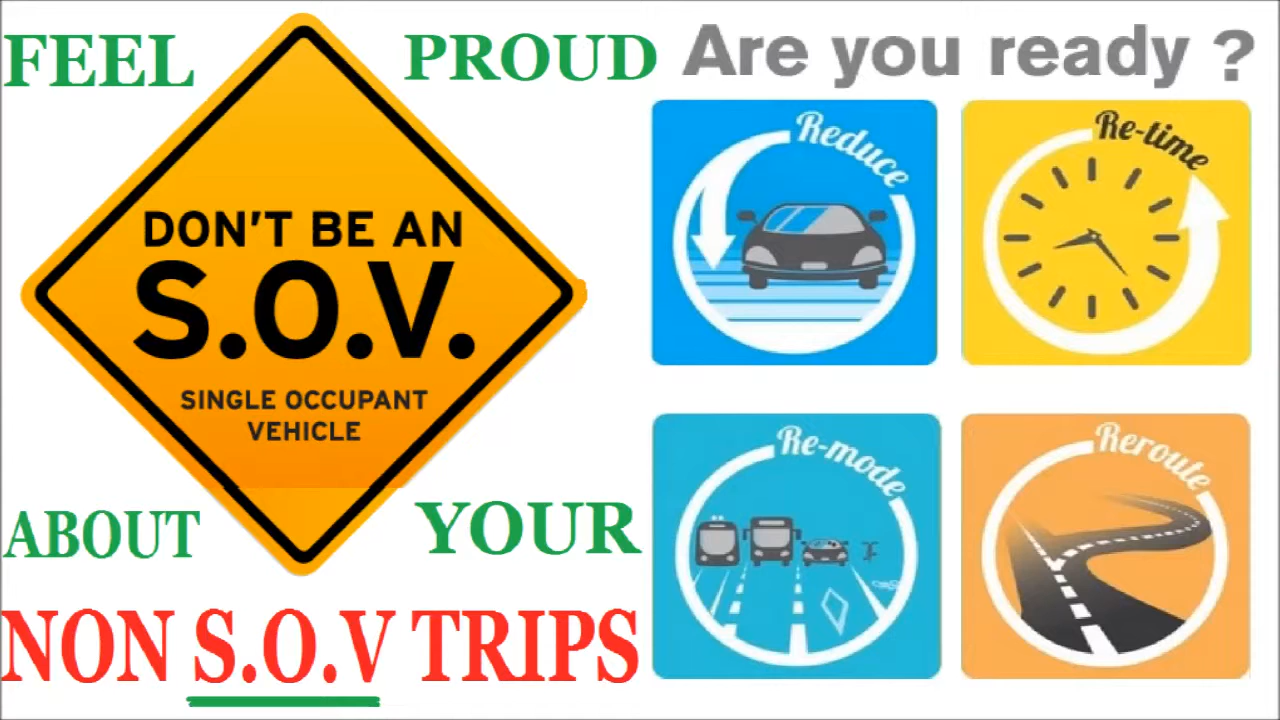 FEEL PROUD
DON'T BE AN
S.O.V.
SINGLE OCCUPANT
VEHICLE
ABOUT YOUR
NON S.O.V TRIPS
Are you ready ?
Reduce
Re-time
Re-mode
Reroute